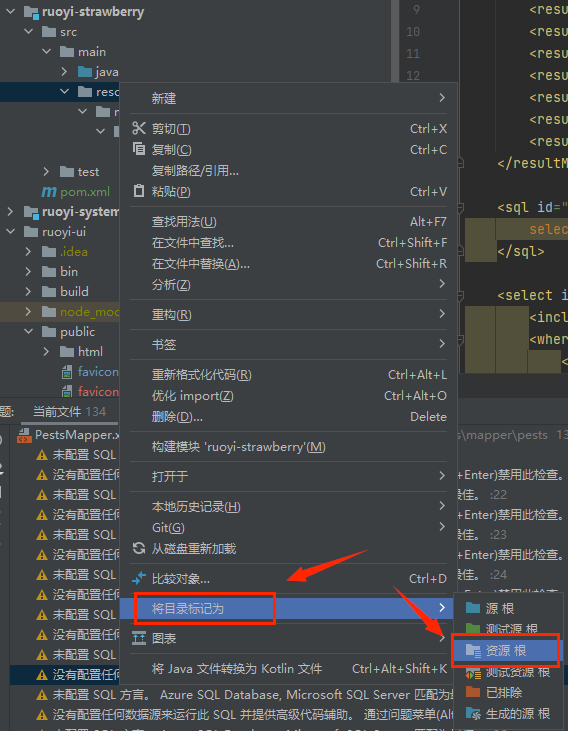 ruoyi-strawberry
src
main
java
reso
test
pom.xml
ruoyi-system
ruoyi-ui
.idea
bin
build
node_mod
public
html
favicon
favicon
9
10
11
12
<resu
<resu
<resu
<resu
<resu
<resu
<resu
</resultM
<sql id="
selec
</sql>
<select i
<incl
<wher
<
新建
剪切(T) Ctrl+X
复制(C) Ctrl+C
复制路径/引用...
粘贴(P) Ctrl+V
查找用法(U) Alt+F7
在文件中查找... Ctrl+Shift+F
在文件中替换(A)... Ctrl+Shift+R
分析(Z)
重构(R)
书签
重新格式化代码(R) Ctrl+Alt+L
优化 import(Z) Ctrl+Alt+O
删除(D)... Delete
构建模块 'ruoyi-strawberry'(M)
打开于
本地历史记录(H)
Git(G)
从磁盘重新加载
比较对象... Ctrl+D
将目录标记为
图表
将 Java 文件转换为 Kotlin 文件 Ctrl+Alt+Shift+K
源 根
测试源 根
资源 根
测试资源 根
已排除
生成的源 根
题: 当前文件 134
PestsMapper.x s\mapper\pests 13
未配置 SQL
没有配置任何 +Enter)禁用此检查。
未配置 SQL 最佳。 :22
没有配置任何 +Enter)禁用此检查。
未配置 SQL 最佳。 :23
没有配置任何 +Enter)禁用此检查。
未配置 SQL 最佳。 :24
没有配置任何 +Enter)禁用此检查。
未配置 SQL
没有配置任何
未配置 SQL
没有配置任何
未配置 SQL 方言。 Azure SQL Database, Microsoft SQL Server 匹配为
没有配置任何数据源来运行此 SQL 并提供高级代码辅助。 通过问题菜单(Alt